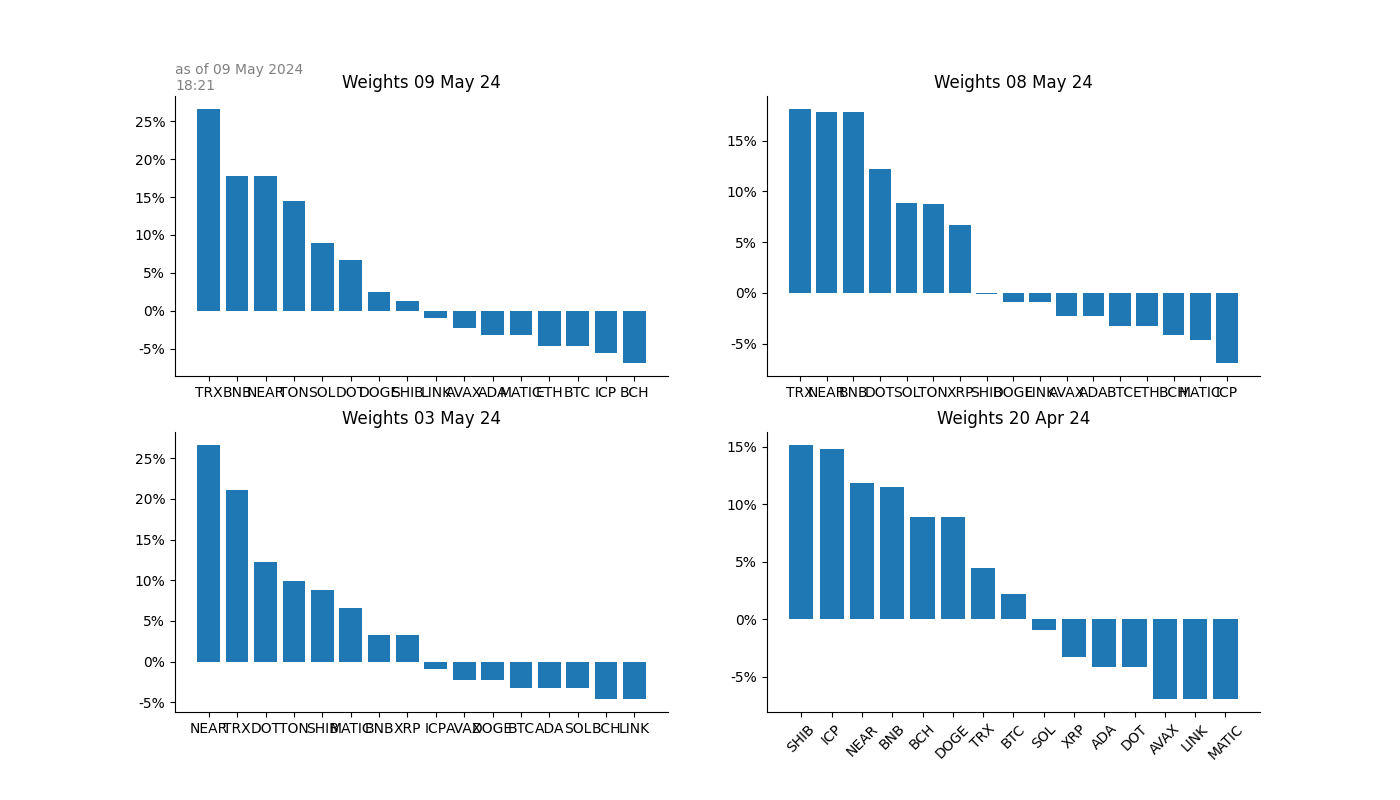 as of 09 May 2024
18:21
Weights 09 May 24
25%
20%
15%
10%
5%
0%
-5%
TRX BNB NEAR TON SOL DOT DOGE SHIB LINK AVAX ADA MATIC ETH BTC ICP BCH
Weights 08 May 24
15%
10%
5%
0%
-5%
TRX NEAR BNB DOT SOL TON XRP SHIB DOGE LINK AVAX ADA BTC ETH BCH MATIC ICP
Weights 03 May 24
25%
20%
15%
10%
5%
0%
-5%
NEAR TRX DOT TON SHIB MATIC BNB XRP ICP AVAX DOGE BTC ADA SOL BCH LINK
Weights 20 Apr 24
15%
10%
5%
0%
-5%
SHIB ICP NEAR BNB BCH DOGE TRX BTC SOL XRP ADA DOT AVAX LINK MATIC